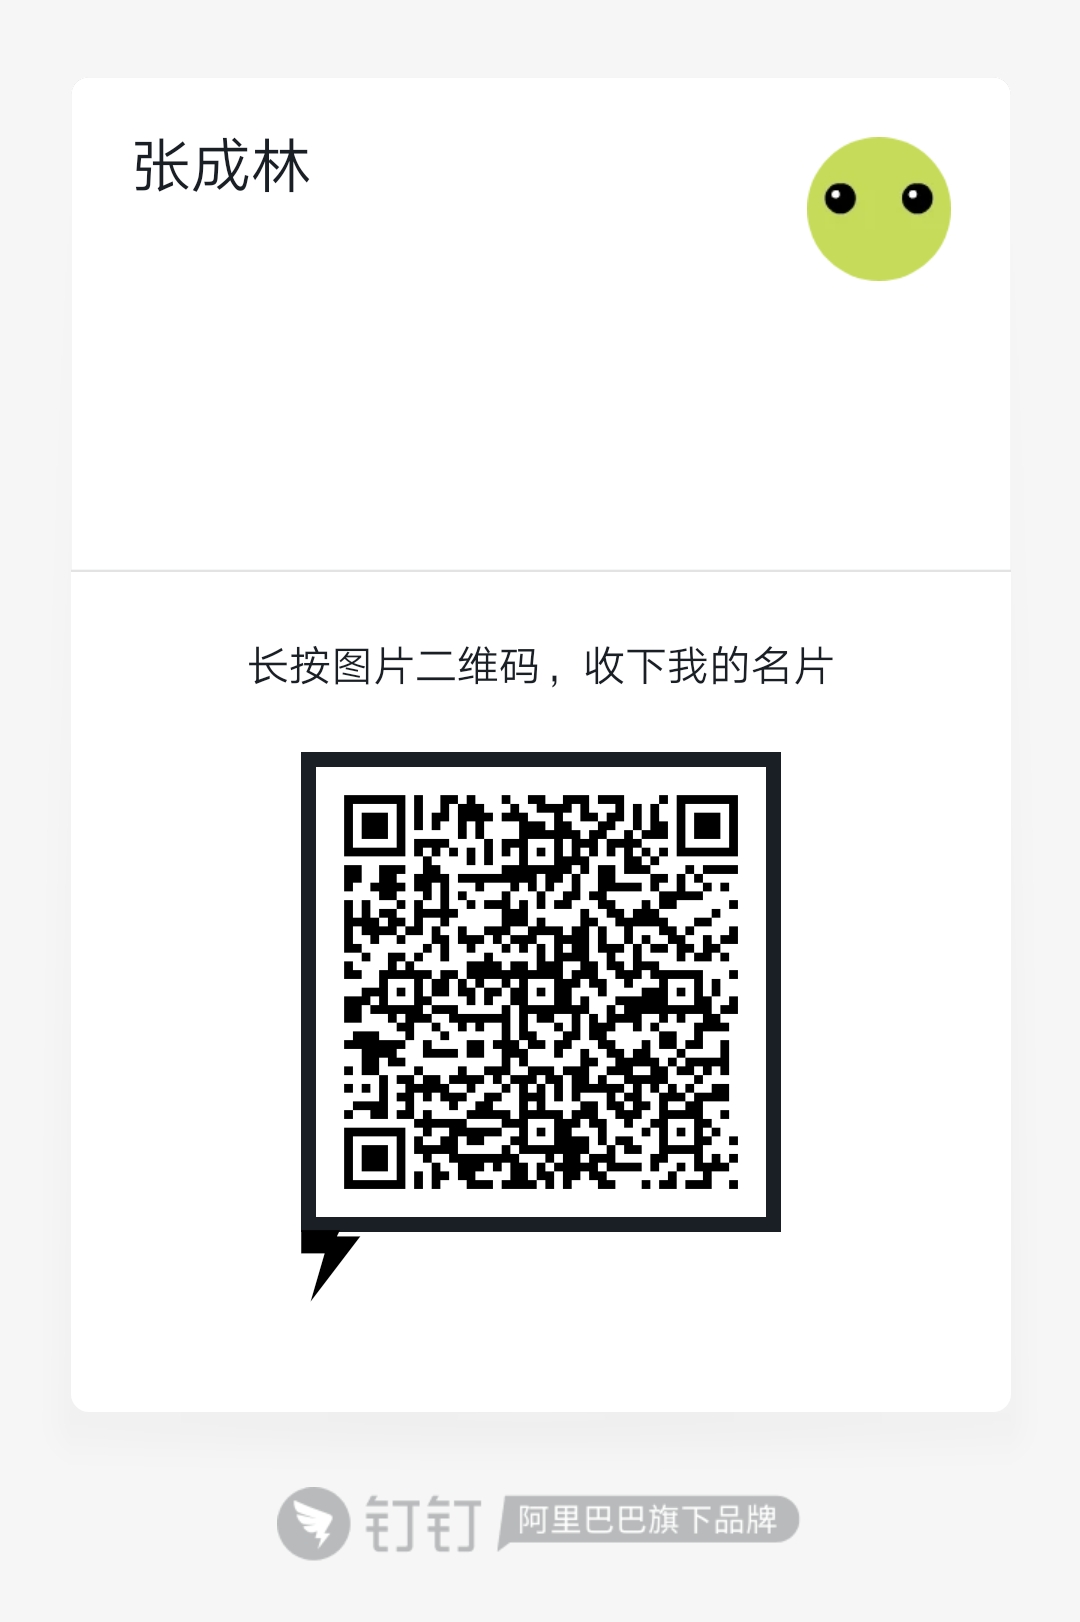 张成林
长按图片二维码，收下我的名片
钉钉 阿里巴巴旗下品牌